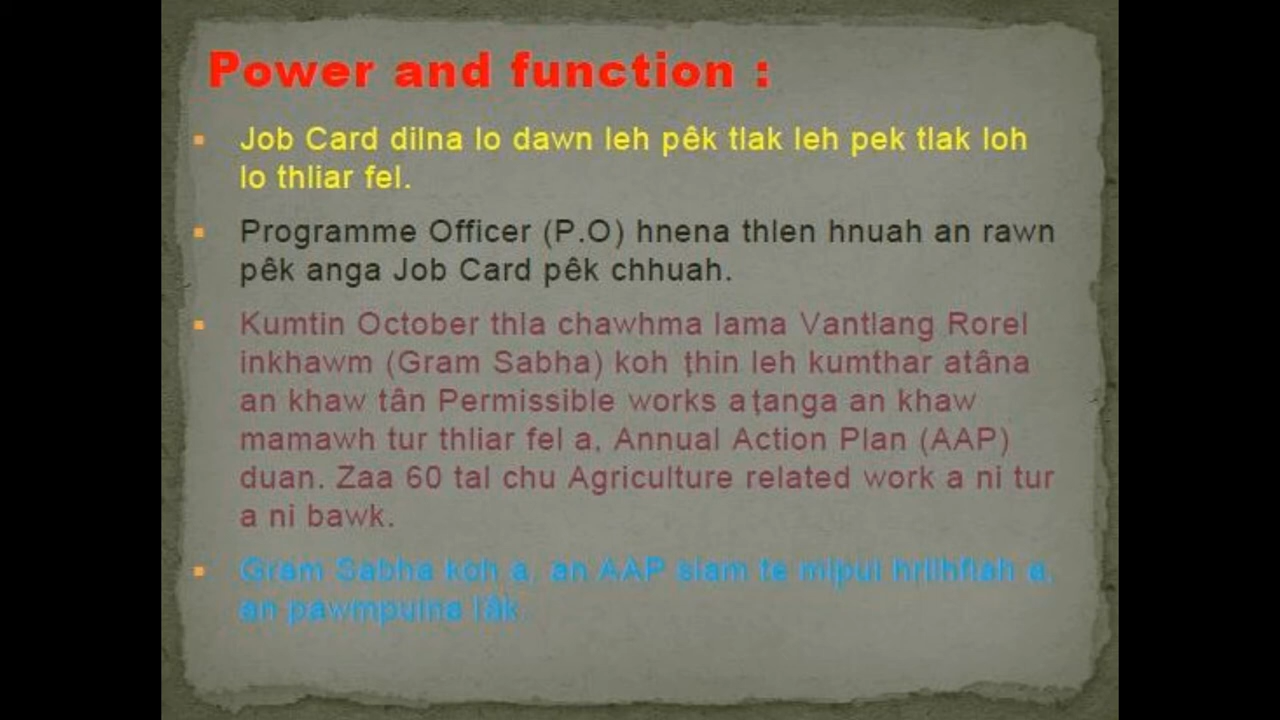 Power and function :
Job Card dilna lo dawn leh pêk tlak leh pek tlak loh
lo thliar fel.
Programme Officer (P.O) hnena thlen hnuah an rawn
pêk anga Job Card pêk chhuah.
Kumtin October thla chawhma lama Vantlang Rorel
inkhawm (Gram Sabha) koh ṭhin leh kumthar atâna
an khaw tân Permissible works aṭanga an khaw
mamawh tur thliar fel a, Annual Action Plan (AAP)
duan. Zaa 60 tal chu Agriculture related work a ni tur
a ni bawk.
Gram Sabha koh a, an AAP siam te mipui hrilhfiah a,
an pawmpuina lâk.